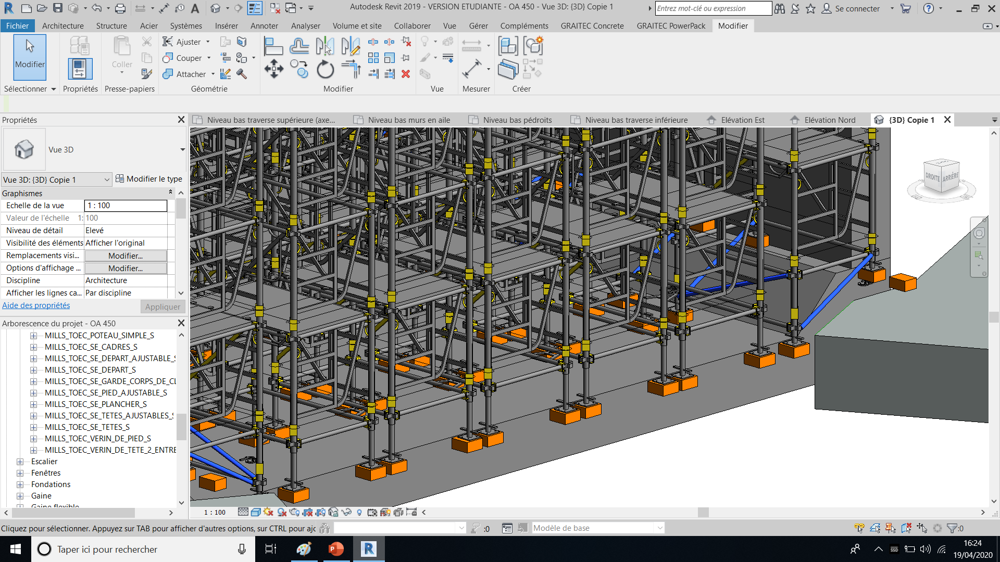 Autodesk Revit 2019 - VERSION ETUDIANTE - OA 450 - Vue 3D: {3D} Copie 1
Entrez mot-clé ou expression
Se connecter
Fichier
Architecture
Structure
Acier
Systèmes
Insérer
Annoter
Analyser
Volume et site
Collaborer
Vue
Gérer
Compléments
GRAITEC Concrete
GRAITEC PowerPack
Modifier
Modifier
Coller
Ajuster
Couper
Attacher
Sélectionner
Propriétés
Presse-papiers
Géométrie
Modifier
Vue
Mesurer
Créer
Propriétés
Niveau bas traverse supérieure (axe...
Niveau bas murs en aile
Niveau bas pédroits
Niveau bas traverse inférieure
Elévation Est
Elévation Nord
{3D} Copie 1
Vue 3D
Vue 3D: {3D} Copie 1
Modifier le type
Graphismes
Echelle de la vue 1 : 100
Valeur de l'échelle 1: 100
Niveau de détail Elevé
Visibilité des éléments Afficher l'original
Remplacements visi... Modifier...
Options d'affichage ... Modifier...
Discipline Architecture
Afficher les lignes ca... Par discipline
Aide des propriétés
Appliquer
DROITE
ARRIÈRE
Arborescence du projet - OA 450
MILLS_TOEC_POTEAU_SIMPLE_S
MILLS_TOEC_SE_CADRES_S
MILLS_TOEC_SE_DEPART_AJUSTABLE_S
MILLS_TOEC_SE_DEPART_S
MILLS_TOEC_SE_GARDE_CORPS_DE_CL
MILLS_TOEC_SE_PIED_AJUSTABLE_S
MILLS_TOEC_SE_PLANCHER_S
MILLS_TOEC_SE_TETES_AJUSTABLES_S
MILLS_TOEC_SE_TETES_S
MILLS_TOEC_VERIN_DE_PIED_S
MILLS_TOEC_VERIN_DE_TETE_2_ENTRE
Escalier
Fenêtres
Fondations
Gaine
Gaine flexible
1 : 100
Cliquez pour sélectionner. Appuyez sur TAB pour afficher d'autres options, sur CTRL pour ajo
:0
Modèle de base
:0
Taper ici pour rechercher
SSD
16:24
19/04/2020